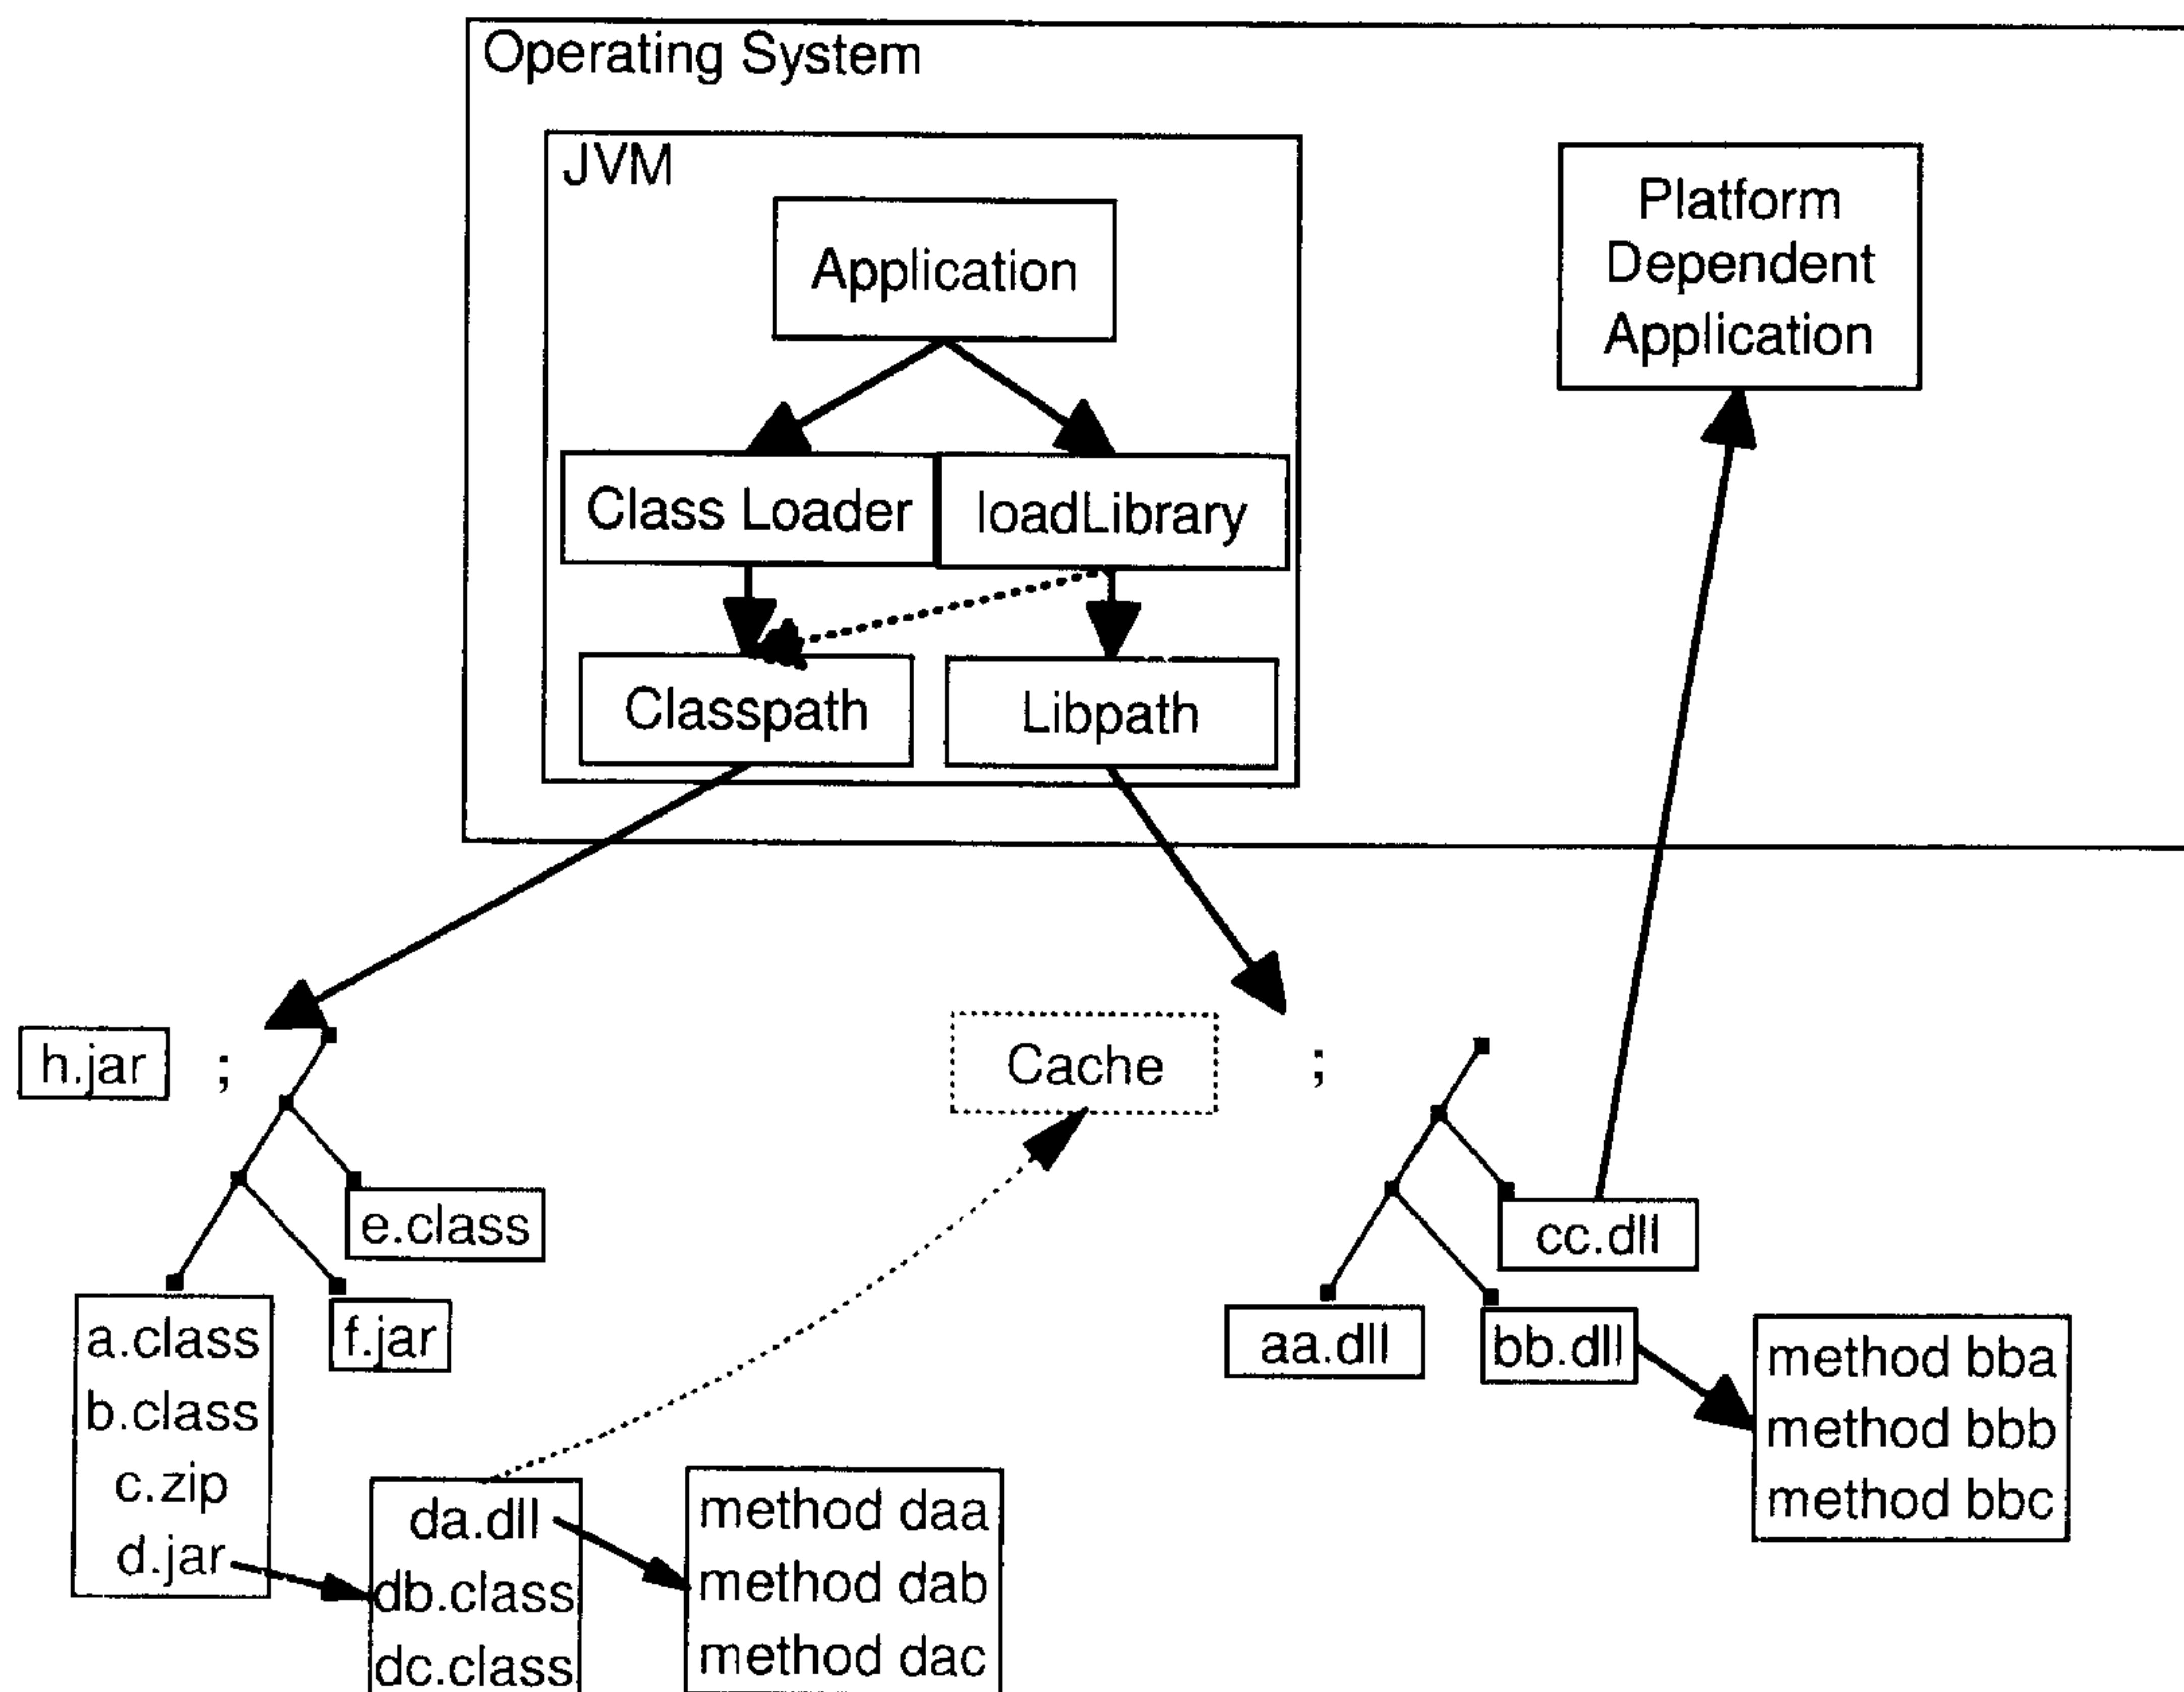 Operating System
JVM
Application
Platform
Dependent
Application
Class Loader
loadLibrary
Classpath
Libpath
h.jar
;
Cache
;
e.class
cc.dll
a.class
b.class
c.zip
d.jar
f.jar
aa.dll
bb.dll
method bba
method bbb
method bbc
da.dll
db.class
dc.class
method daa
method dab
method dac